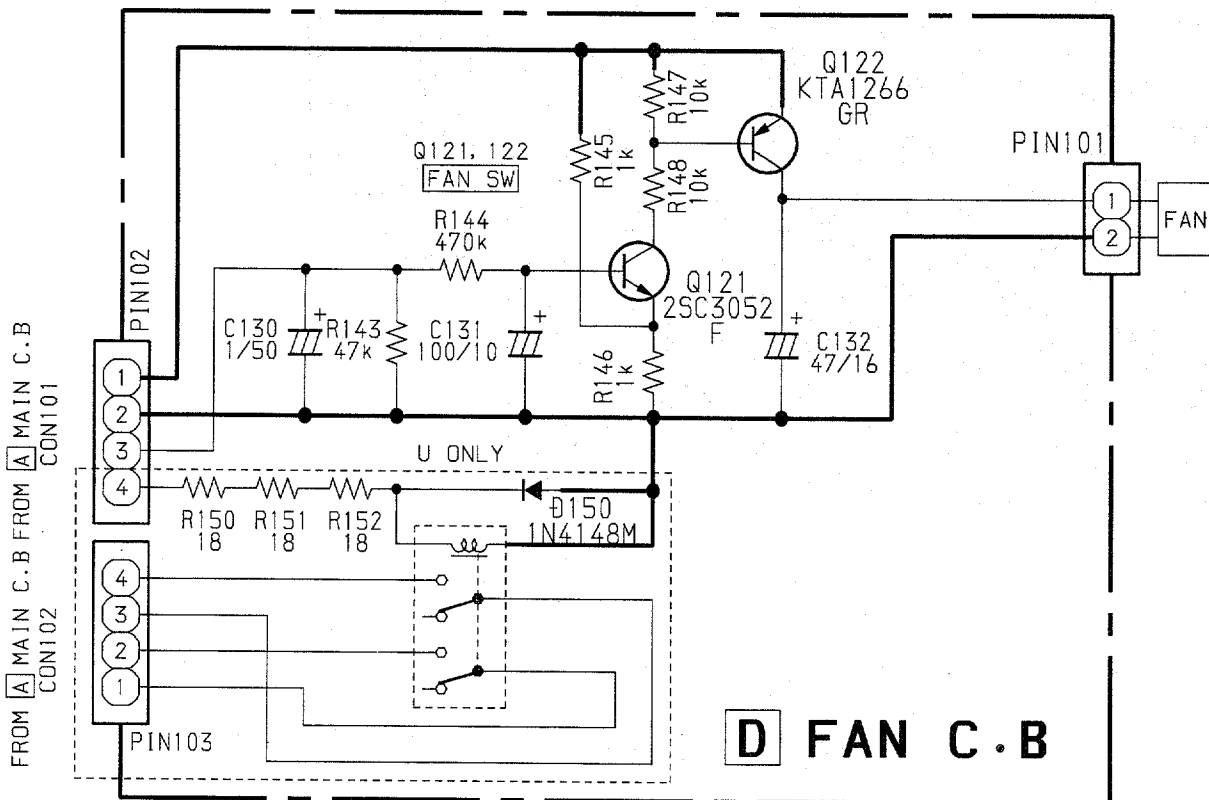 Q122
KTA1266
GR
R147
10k
PIN101
Q121, 122
FAN SW
R145
1k
R148
10k
1
2
FAN
R144
470k
Q121
2SC3052
F
PIN102
C130
1/50
+
R143
47k
C131
100/10
+
R146
1k
C132
47/16
+
1
2
3
4
FROM A MAIN C.B
CON101
U ONLY
R150
18
R151
18
R152
18
D150
1N4148M
4
3
2
1
FROM A MAIN C.B
CON102
PIN103
D FAN C.B